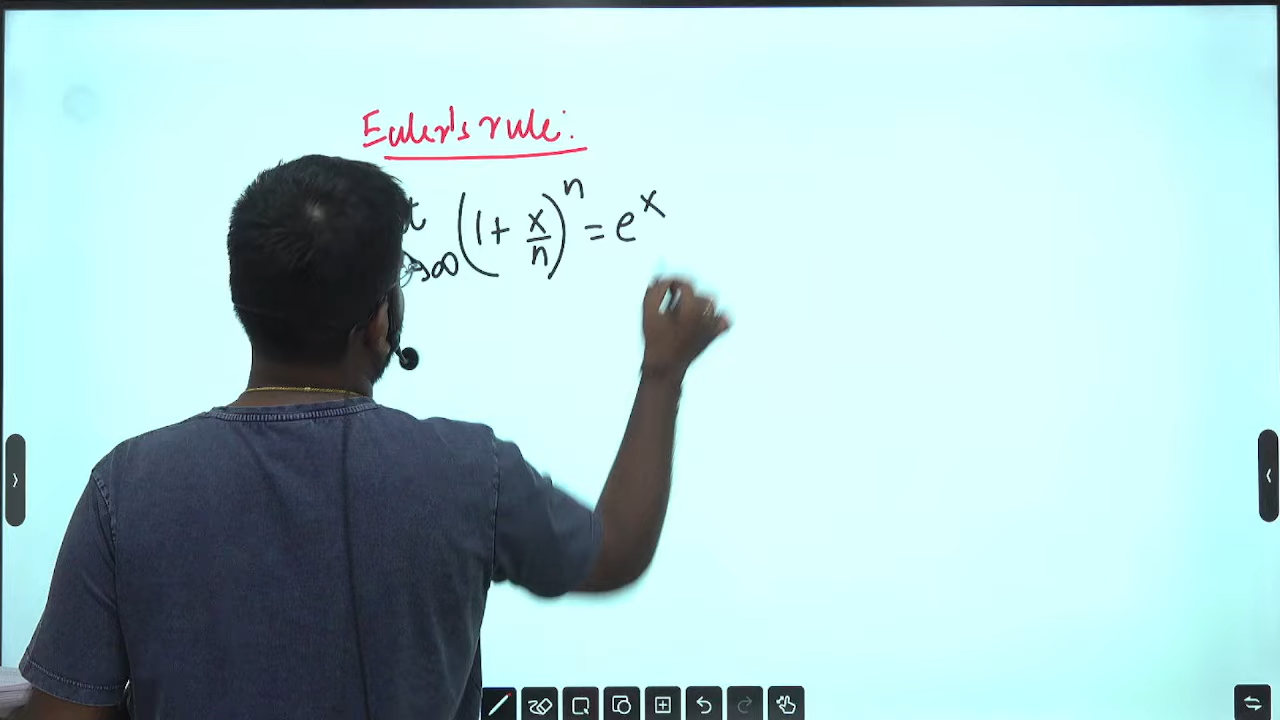 Euler's rule:
t (1 + x/n)^n = e^x
→∞